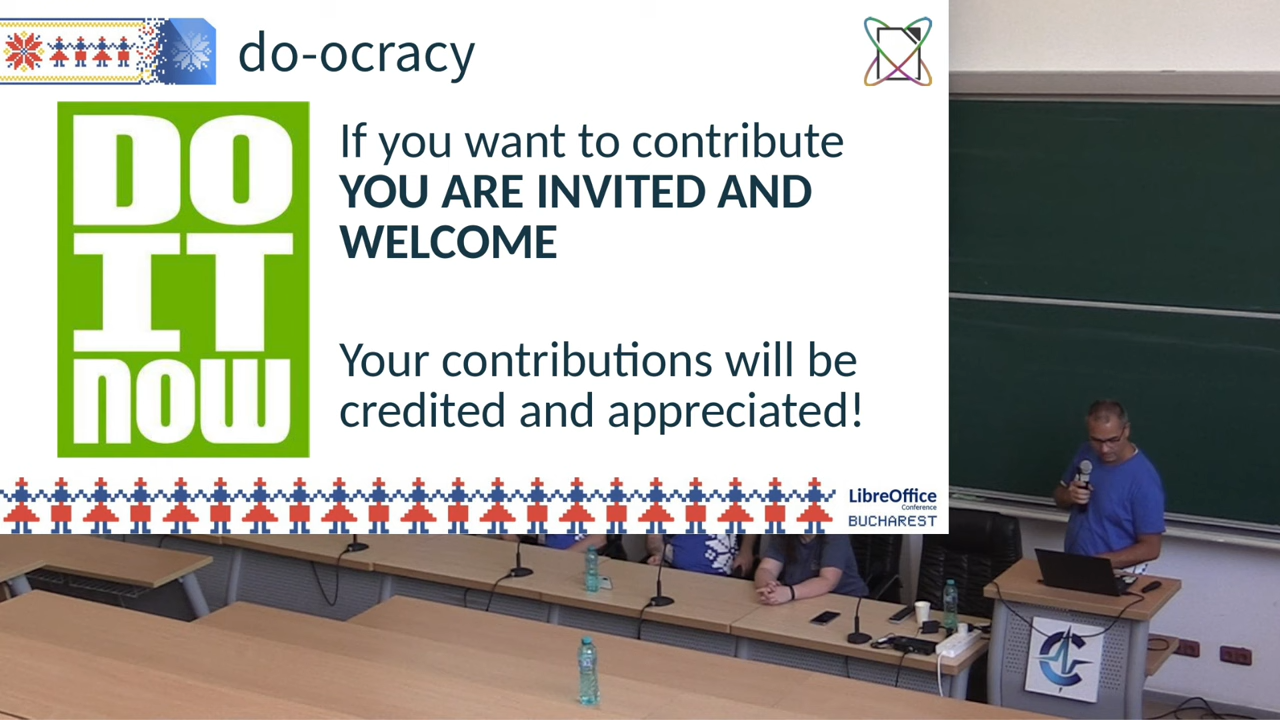 do-ocracy
DO
IT
NOW
If you want to contribute
YOU ARE INVITED AND
WELCOME
Your contributions will be
credited and appreciated!
LibreOffice
Conference
BUCHAREST